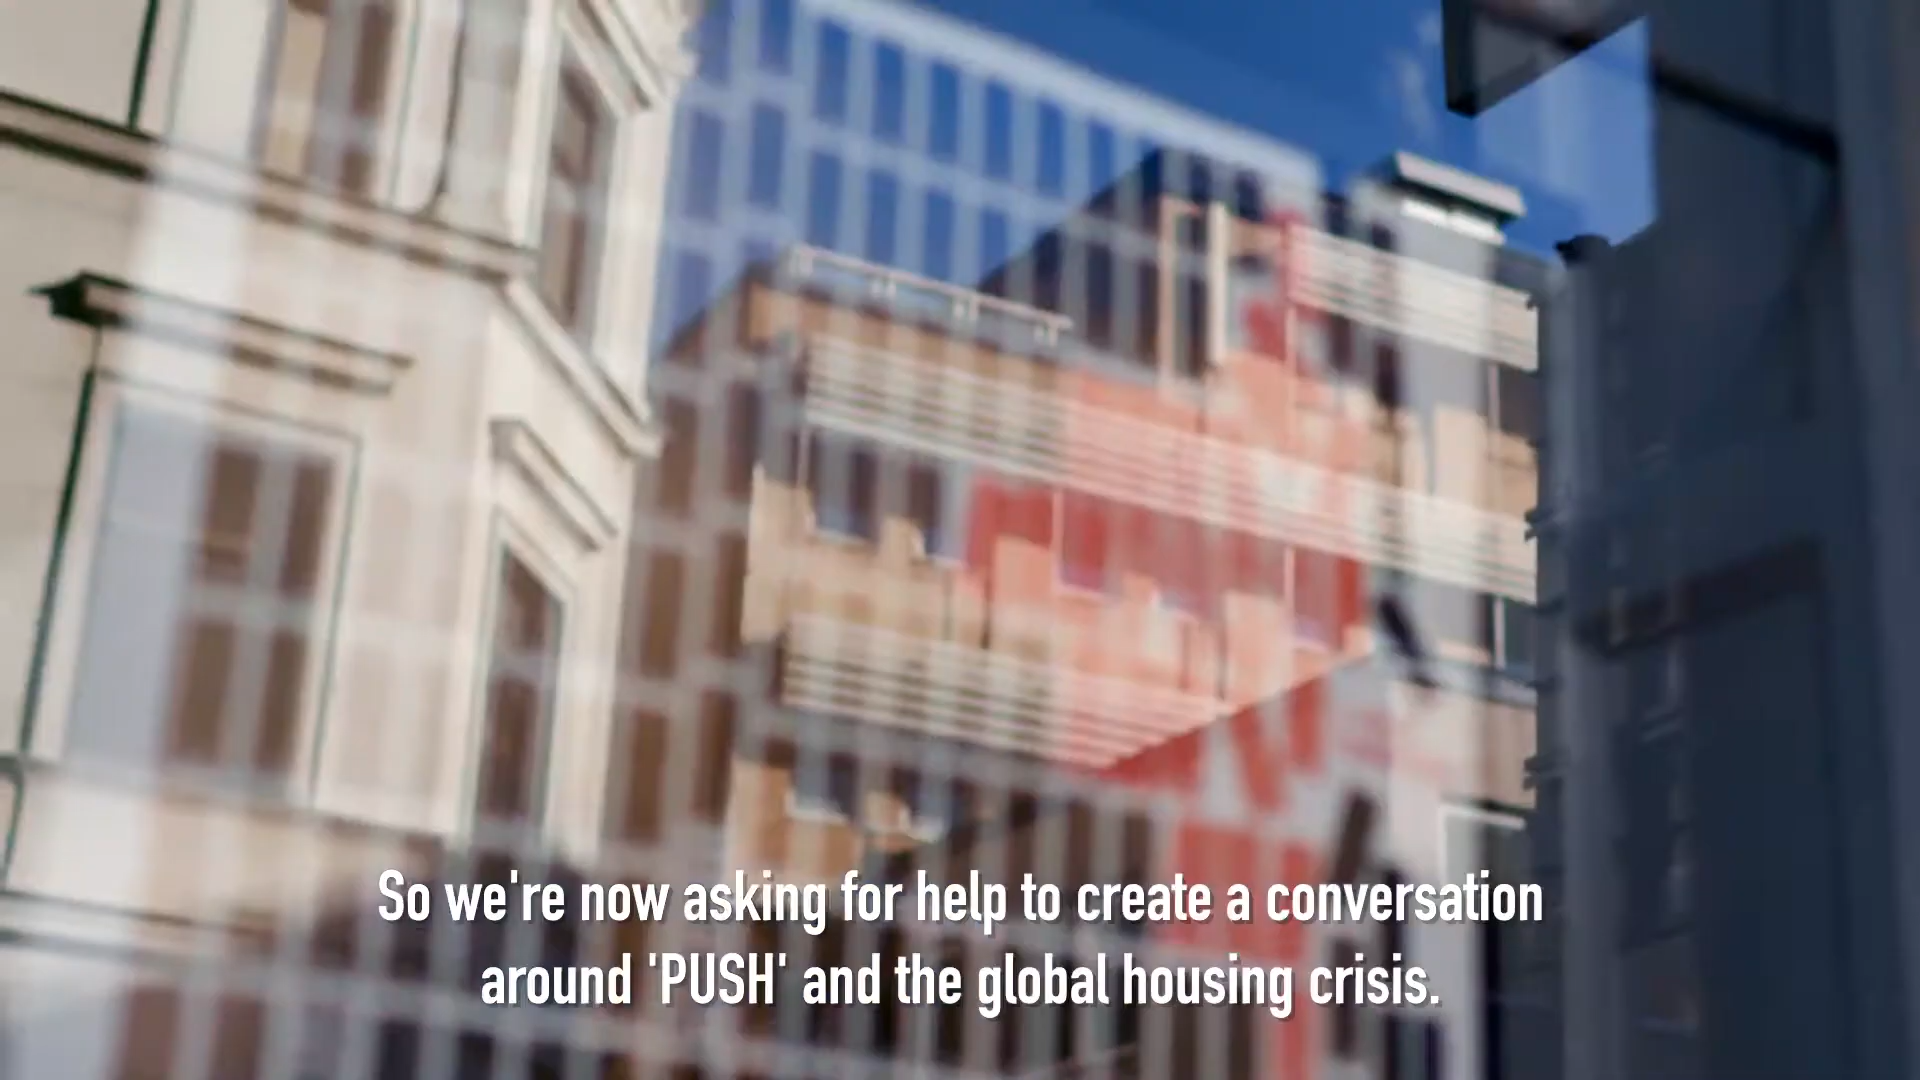 So we're now asking for help to create a conversation
around 'PUSH' and the global housing crisis.